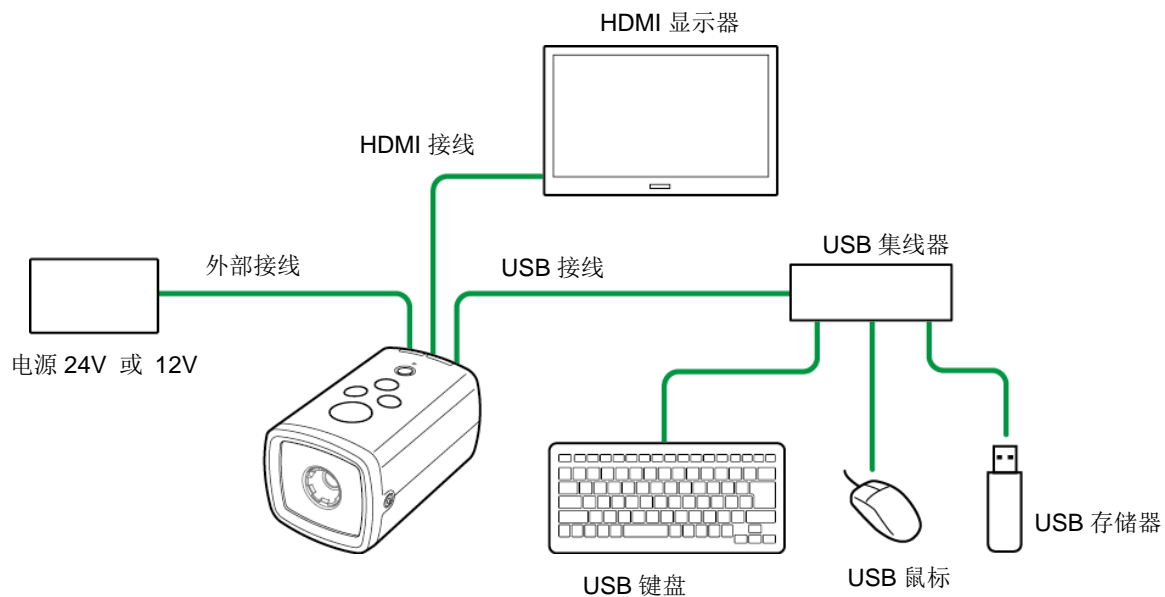 HDMI 显示器
HDMI 接线
外部接线
USB 接线
USB 集线器
电源 24V 或 12V
USB 存储器
USB 键盘
USB 鼠标